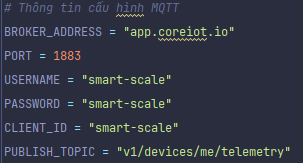 # Thông tin cấu hình MQTT
BROKER_ADDRESS = "app.coreiot.io"
PORT = 1883
USERNAME = "smart-scale"
PASSWORD = "smart-scale"
CLIENT_ID = "smart-scale"
PUBLISH_TOPIC = "v1/devices/me/telemetry"